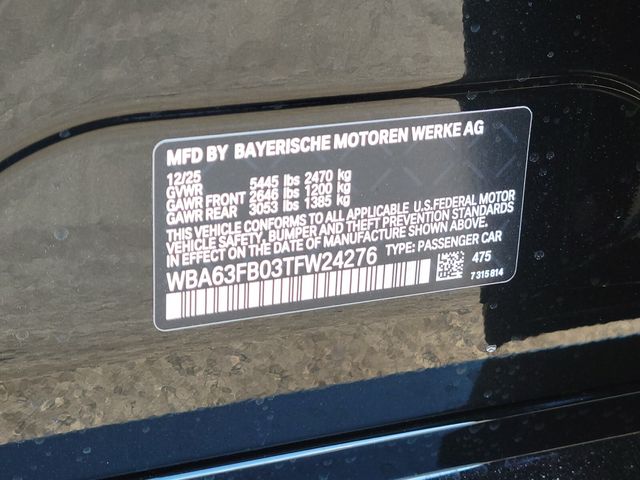 MFD BY BAYERISCHE MOTOREN WERKE AG
12/25
GVWR 5445 lbs 2470 kg
GAWR FRONT 2646 lbs 1200 kg
GAWR REAR 3053 lbs 1385 kg
THIS VEHICLE CONFORMS TO ALL APPLICABLE U.S.FEDERAL MOTOR
VEHICLE SAFETY, BUMPER AND THEFT PREVENTION STANDARDS
IN EFFECT ON THE DATE OF MANUFACTURE SHOWN ABOVE.
WBA63FB03TFW24276 TYPE: PASSENGER CAR
475
7 315 814